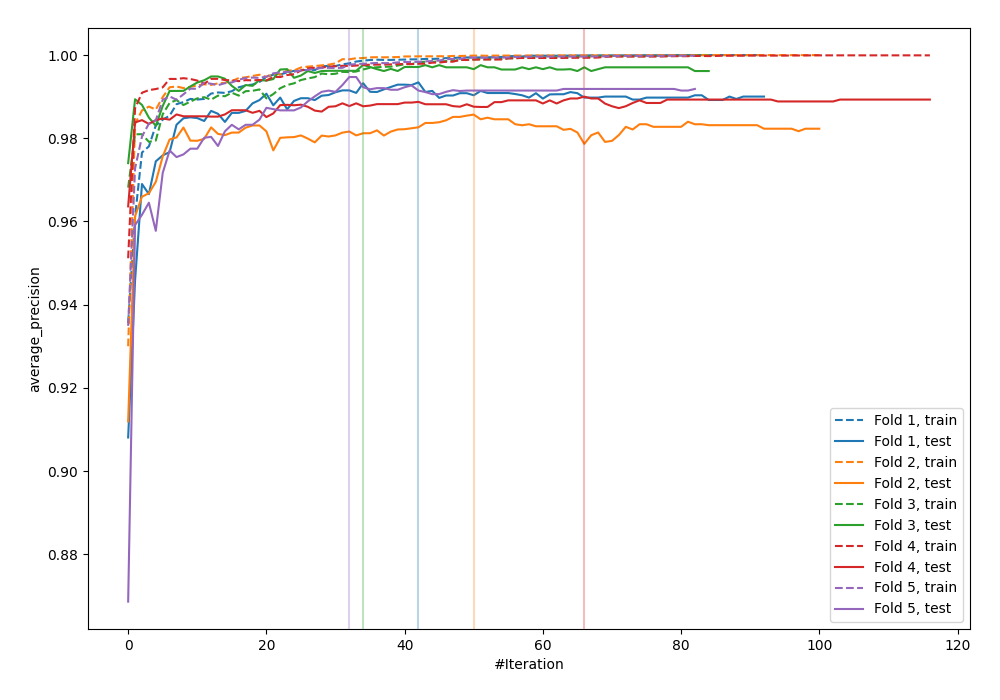 1.00
0.98
0.96
0.94
0.92
0.90
0.88
average_precision
0 20 40 60 80 100 120
#Iteration
Fold 1, train
Fold 1, test
Fold 2, train
Fold 2, test
Fold 3, train
Fold 3, test
Fold 4, train
Fold 4, test
Fold 5, train
Fold 5, test